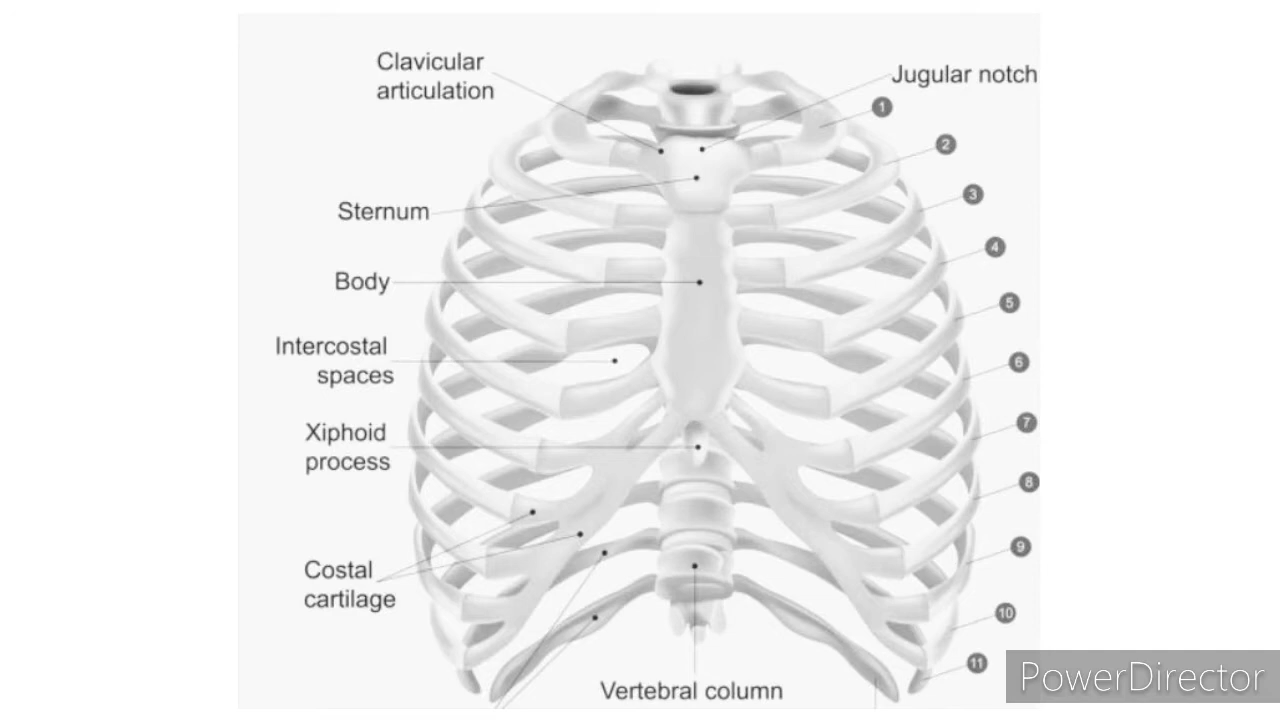 Clavicular
articulation
Jugular notch
1
2
3
Sternum
4
Body
5
Intercostal
spaces
6
7
Xiphoid
process
8
9
Costal
cartilage
10
11
Vertebral column
PowerDirector